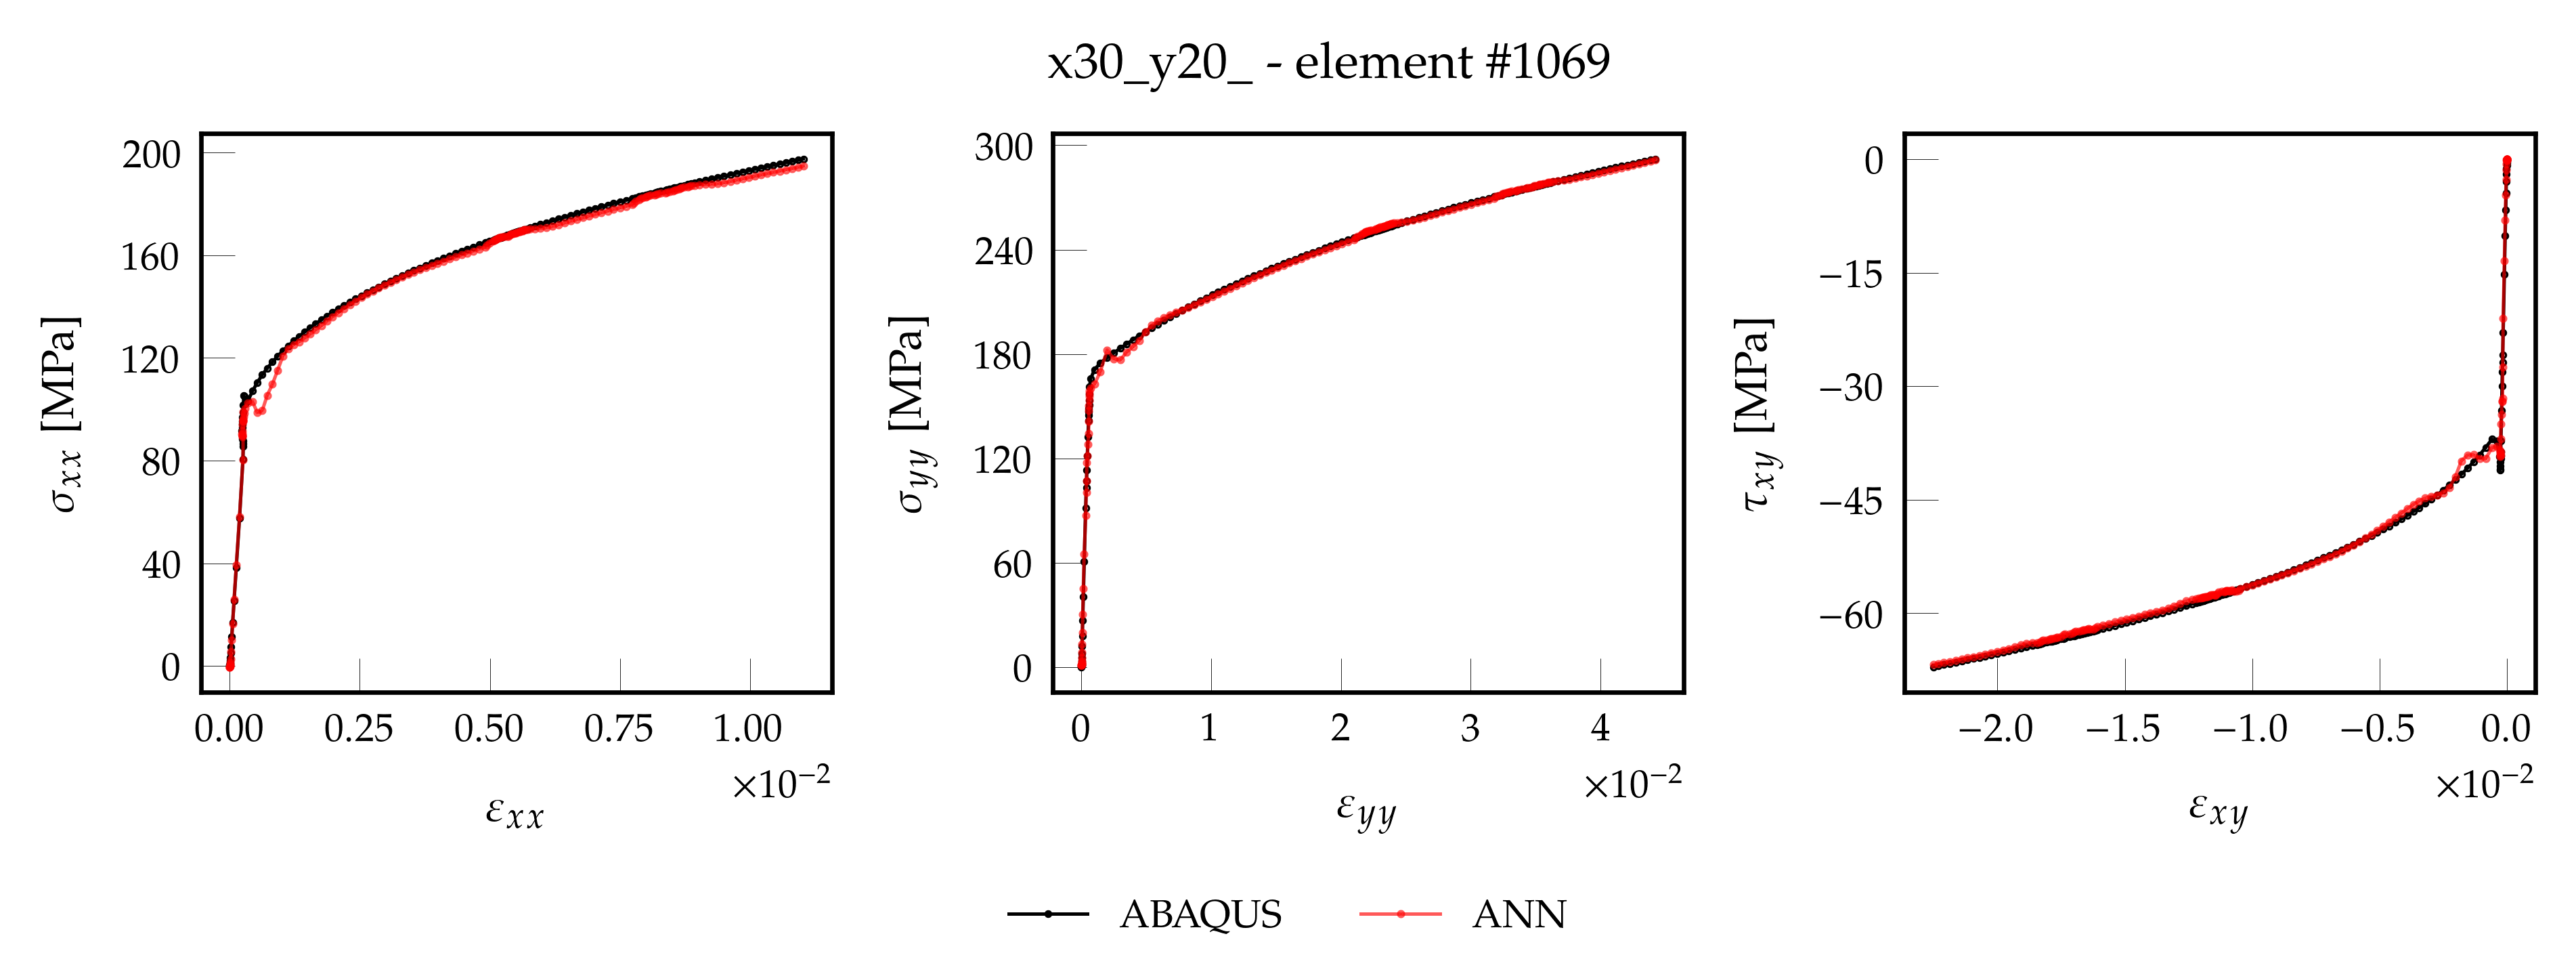 x30_y20_ - element #1069
200
160
120
80
40
0
σxx [MPa]
0.00 0.25 0.50 0.75 1.00
×10−2
εxx
300
240
180
120
60
0
σyy [MPa]
0 1 2 3 4
×10−2
εyy
0
−15
−30
−45
−60
τxy [MPa]
−2.0 −1.5 −1.0 −0.5 0.0
×10−2
εxy
ABAQUS ANN